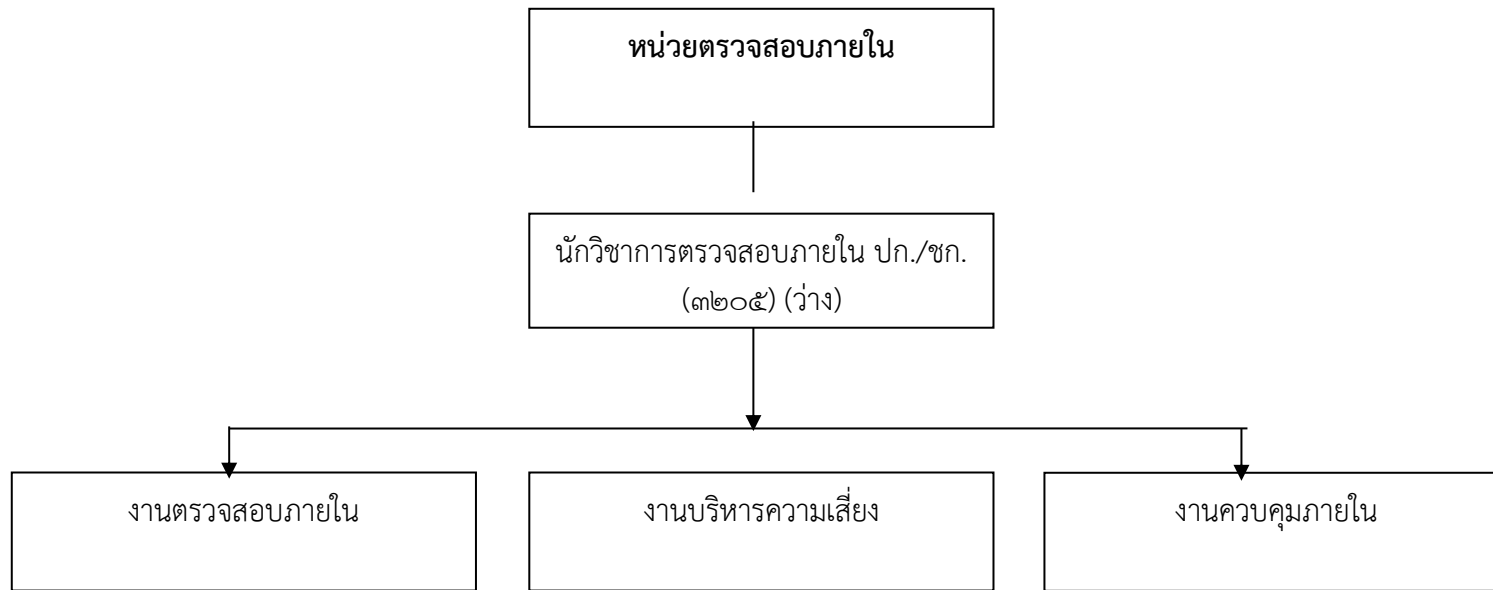 หน่วยตรวจสอบภายใน
นักวิชาการตรวจสอบภายใน ปก./ชก.
(๓๒๐๕) (ว่าง)
งานตรวจสอบภายใน
งานบริหารความเสี่ยง
งานควบคุมภายใน